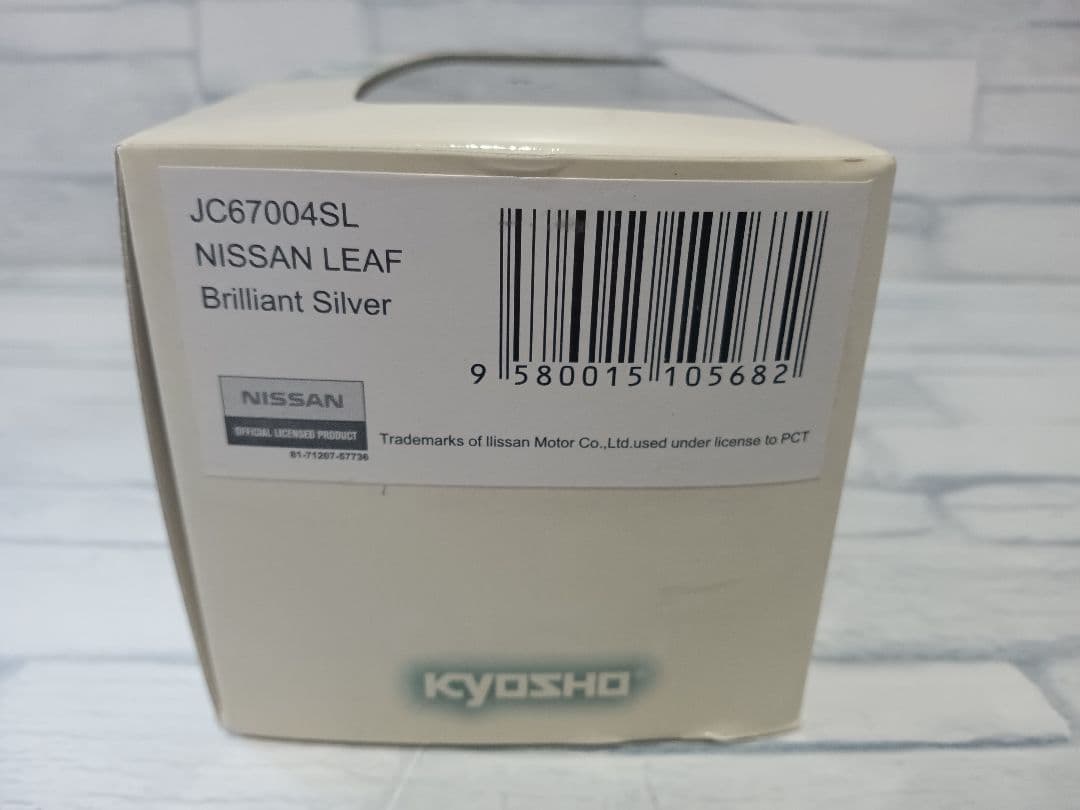 JC67004SL
NISSAN LEAF
Brilliant Silver
9 580015 105682
NISSAN
OFFICIAL LICENSED PRODUCT
81-71207-57736
Trademarks of llissan Motor Co.,Ltd.used under license to PCT
KYOSHO